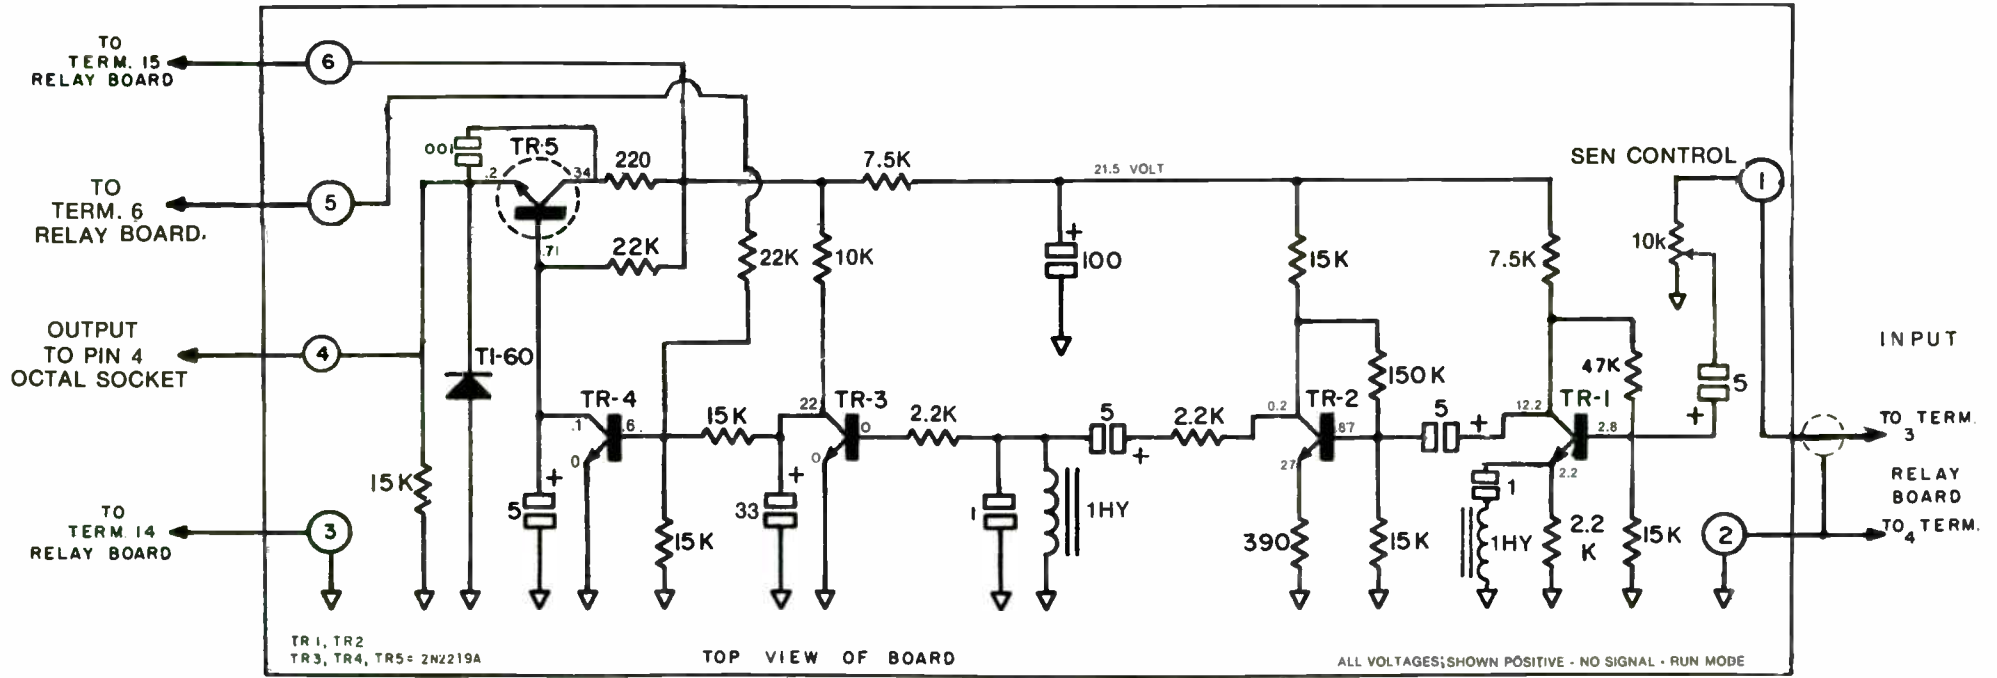 TO
TERM. 15
RELAY BOARD
6
TO
TERM. 6
RELAY BOARD.
5
OUTPUT
TO PIN 4
OCTAL SOCKET
4
TO
TERM. 14
RELAY BOARD
3
001
TR-5
.2
.34
.71
220
22K
22K
10K
7.5K
21.5 VOLT
TI-60
15K
TR-4
.1
.6
0
5
+
15K
15K
33
+
22
TR-3
0
0
2.2K
1
1HY
5
+
2.2K
100
+
15K
0.2
TR-2
.87
27
390
150K
15K
5
+
7.5K
12.2
TR-1
2.8
2.2
47K
1
1HY
2.2
K
15K
SEN CONTROL
1
10k
5
+
INPUT
TO TERM.
3
RELAY
BOARD
TO TERM.
4
2
TR 1, TR2
TR3, TR4, TR5= 2N2219A
TOP VIEW OF BOARD
ALL VOLTAGES; SHOWN POSITIVE - NO SIGNAL - RUN MODE